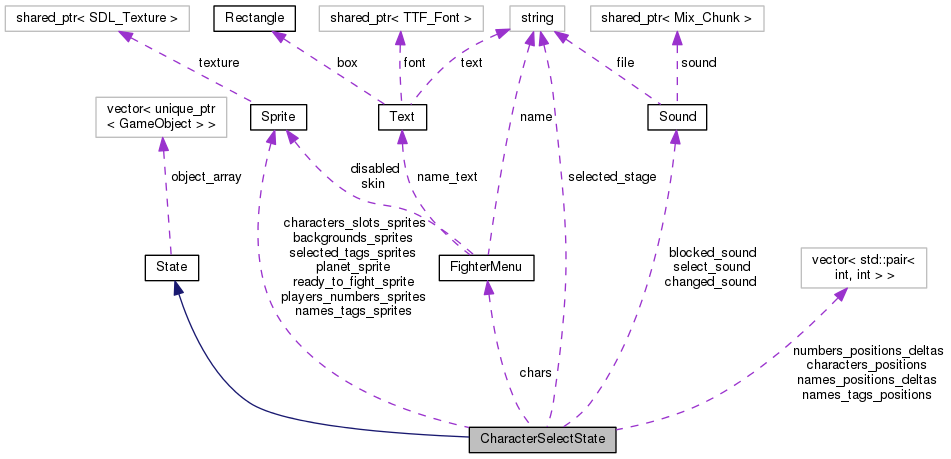 shared_ptr< SDL_Texture >
Rectangle
shared_ptr< TTF_Font >
string
shared_ptr< Mix_Chunk >
texture
box
font
text
file
sound
vector< unique_ptr
< GameObject > >
Sprite
Text
Sound
name
object_array
disabled
skin
name_text
selected_stage
characters_slots_sprites
backgrounds_sprites
selected_tags_sprites
planet_sprite
ready_to_fight_sprite
players_numbers_sprites
names_tags_sprites
State
FighterMenu
blocked_sound
select_sound
changed_sound
vector< std::pair<
int, int > >
chars
numbers_positions_deltas
characters_positions
names_positions_deltas
names_tags_positions
CharacterSelectState